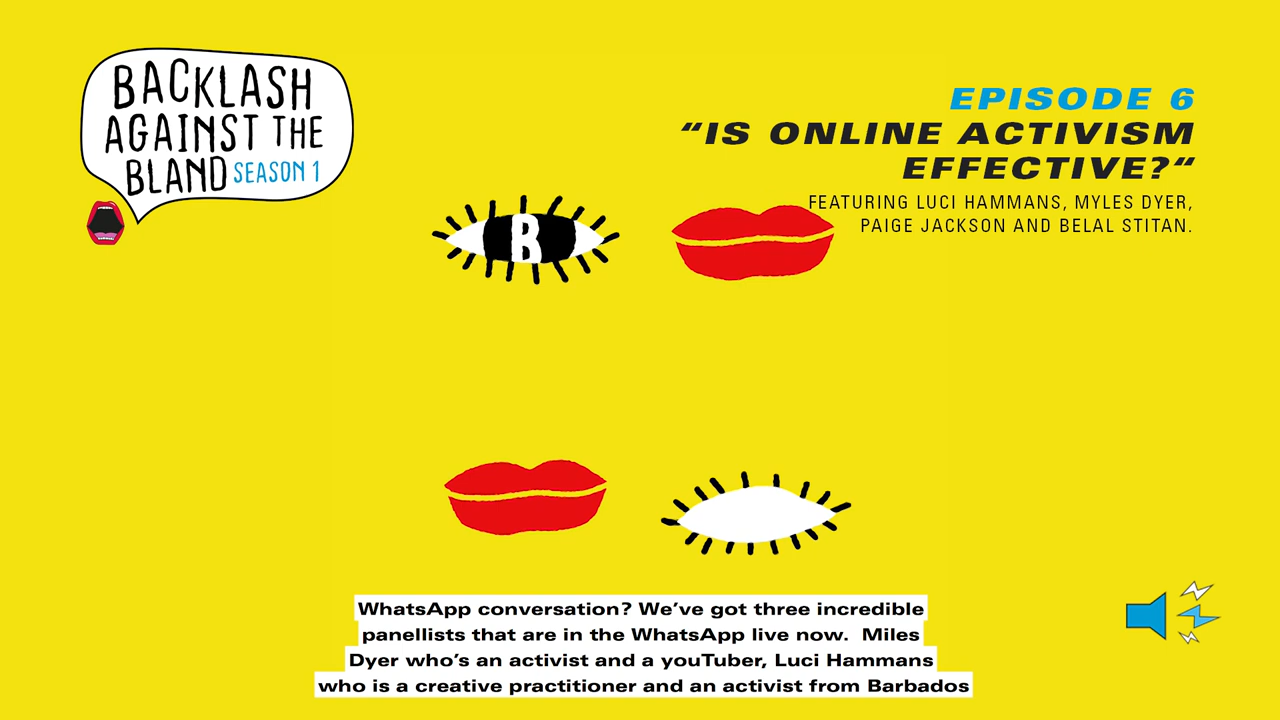 BACKLASH
AGAINST THE
BLAND SEASON 1
EPISODE 6
"IS ONLINE ACTIVISM
EFFECTIVE?"
FEATURING LUCI HAMMANS, MYLES DYER,
PAIGE JACKSON AND BELAL STITAN.
B
WhatsApp conversation? We've got three incredible
panellists that are in the WhatsApp live now.  Miles
Dyer who's an activist and a youTuber, Luci Hammans
who is a creative practitioner and an activist from Barbados